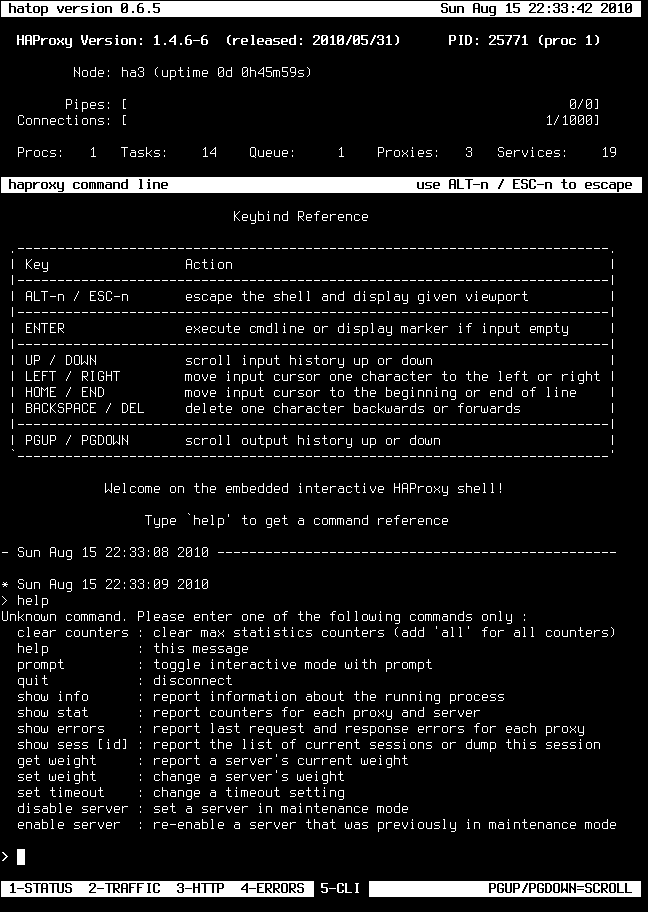 hatop version 0.6.5 Sun Aug 15 22:33:42 2010
HAProxy Version: 1.4.6-6 (released: 2010/05/31) PID: 25771 (proc 1)
Node: ha3 (uptime 0d 0h45m59s)
Pipes: [ 0/0]
Connections: [ 1/1000]
Procs: 1 Tasks: 14 Queue: 1 Proxies: 3 Services: 19
haproxy command line use ALT-n / ESC-n to escape
Keybind Reference
.--------------------------------------------------------------------------.
| Key Action |
|--------------------------------------------------------------------------|
| ALT-n / ESC-n escape the shell and display given viewport |
|--------------------------------------------------------------------------|
| ENTER execute cmdline or display marker if input empty |
|--------------------------------------------------------------------------|
| UP / DOWN scroll input history up or down |
| LEFT / RIGHT move input cursor one character to the left or right |
| HOME / END move input cursor to the beginning or end of line |
| BACKSPACE / DEL delete one character backwards or forwards |
|--------------------------------------------------------------------------|
| PGUP / PGDOWN scroll output history up or down |
`--------------------------------------------------------------------------'
Welcome on the embedded interactive HAProxy shell!
Type `help' to get a command reference
- Sun Aug 15 22:33:08 2010 --------------------------------------------------
* Sun Aug 15 22:33:09 2010
> help
Unknown command. Please enter one of the following commands only :
clear counters : clear max statistics counters (add 'all' for all counters)
help : this message
prompt : toggle interactive mode with prompt
quit : disconnect
show info : report information about the running process
show stat : report counters for each proxy and server
show errors : report last request and response errors for each proxy
show sess [id] : report the list of current sessions or dump this session
get weight : report a server's current weight
set weight : change a server's weight
set timeout : change a timeout setting
disable server : set a server in maintenance mode
enable server : re-enable a server that was previously in maintenance mode
>
1-STATUS 2-TRAFFIC 3-HTTP 4-ERRORS 5-CLI PGUP/PGDOWN=SCROLL